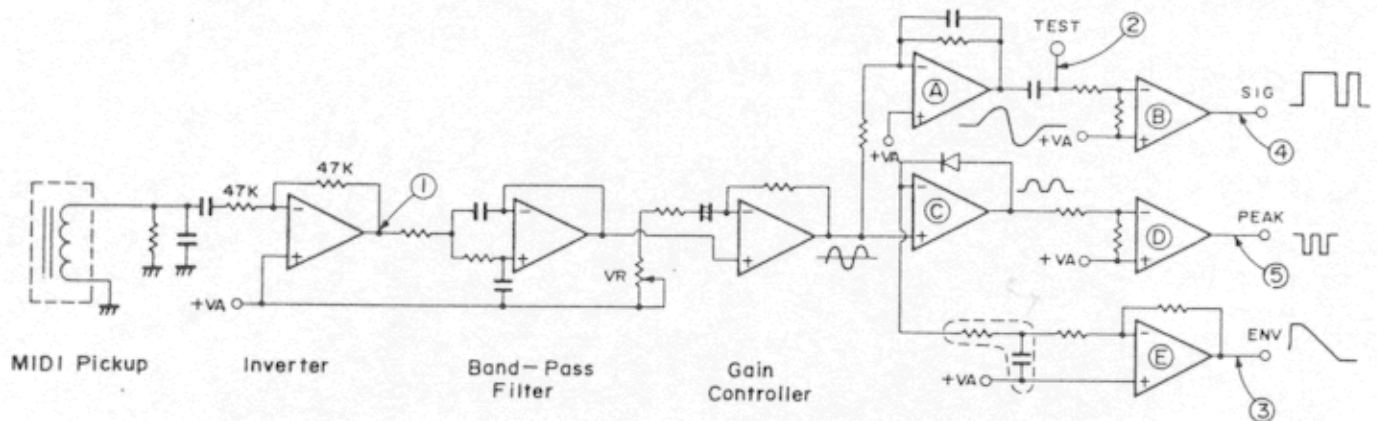 TEST
②
Ⓐ
+VA
SIG
Ⓑ
+VA
④
47K
47K
①
Ⓒ
PEAK
Ⓓ
+VA
⑤
+VA
VR
ENV
Ⓔ
+VA
③
MIDI Pickup
Inverter
Band-Pass
Filter
Gain
Controller